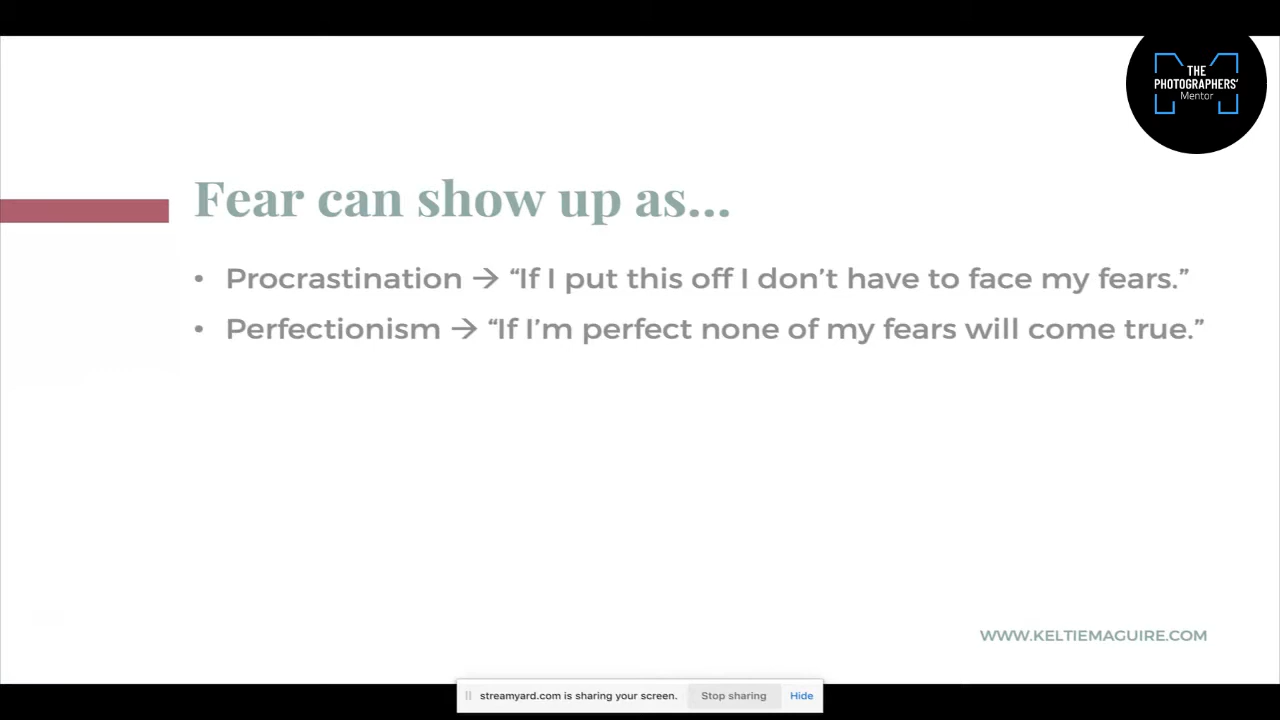 THE
PHOTOGRAPHERS'
Mentor
Fear can show up as...
• Procrastination → “If I put this off I don’t have to face my fears.”
• Perfectionism → “If I’m perfect none of my fears will come true.”
WWW.KELTIEMAGUIRE.COM
streamyard.com is sharing your screen. Stop sharing Hide